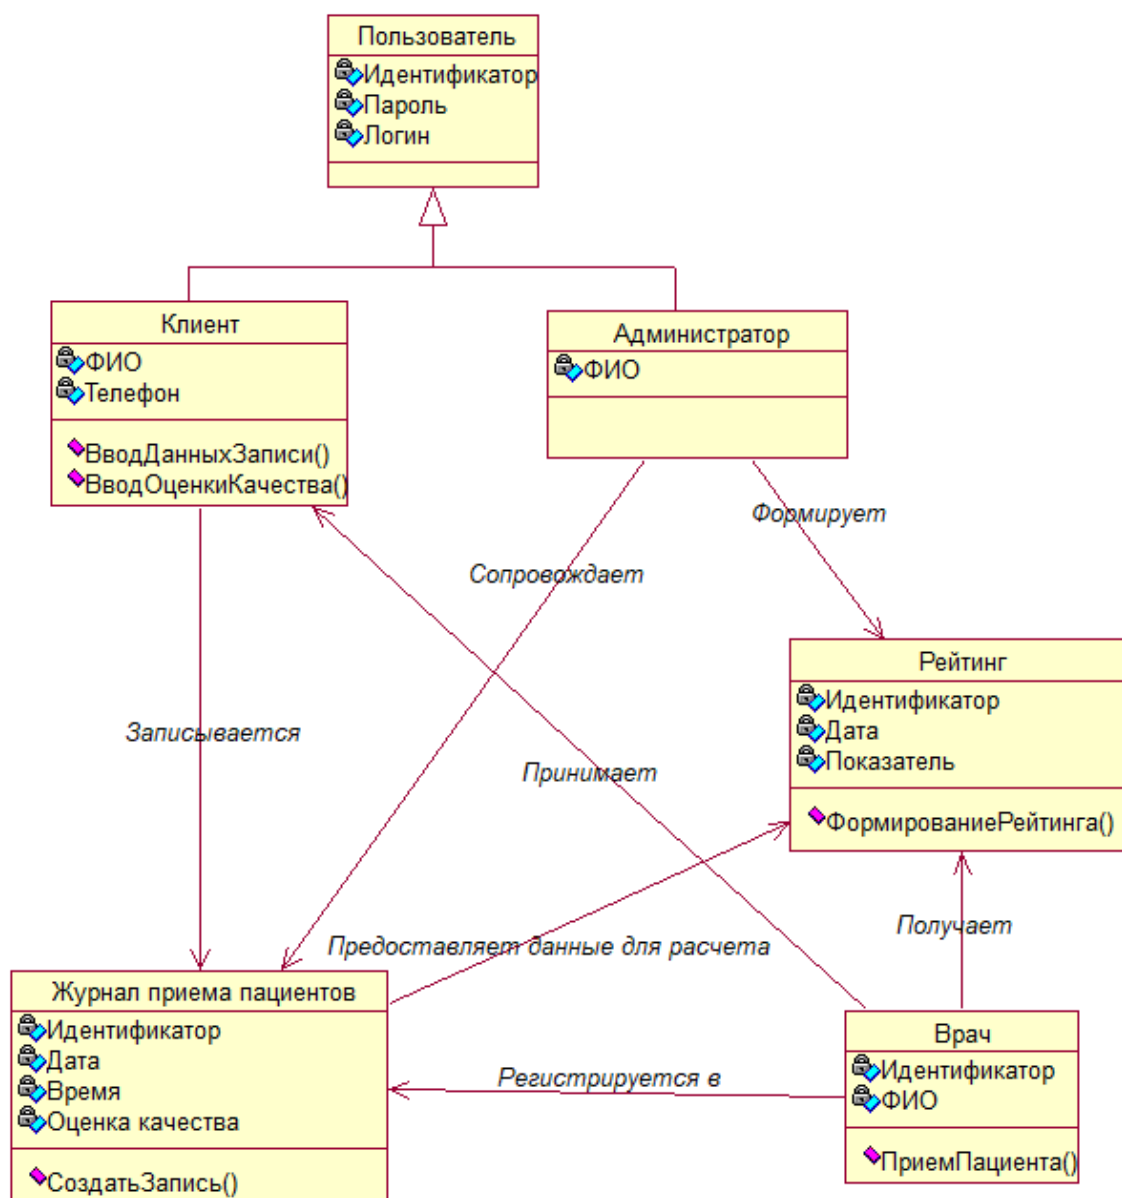 Пользователь
Идентификатор
Пароль
Логин
Клиент
ФИО
Телефон
ВводДанныхЗаписи()
ВводОценкиКачества()
Администратор
ФИО
Формирует
Сопровождает
Рейтинг
Идентификатор
Дата
Показатель
ФормированиеРейтинга()
Записывается
Принимает
Получает
Предоставляет данные для расчета
Журнал приема пациентов
Идентификатор
Дата
Время
Оценка качества
СоздатьЗапись()
Регистрируется в
Врач
Идентификатор
ФИО
ПриемПациента()